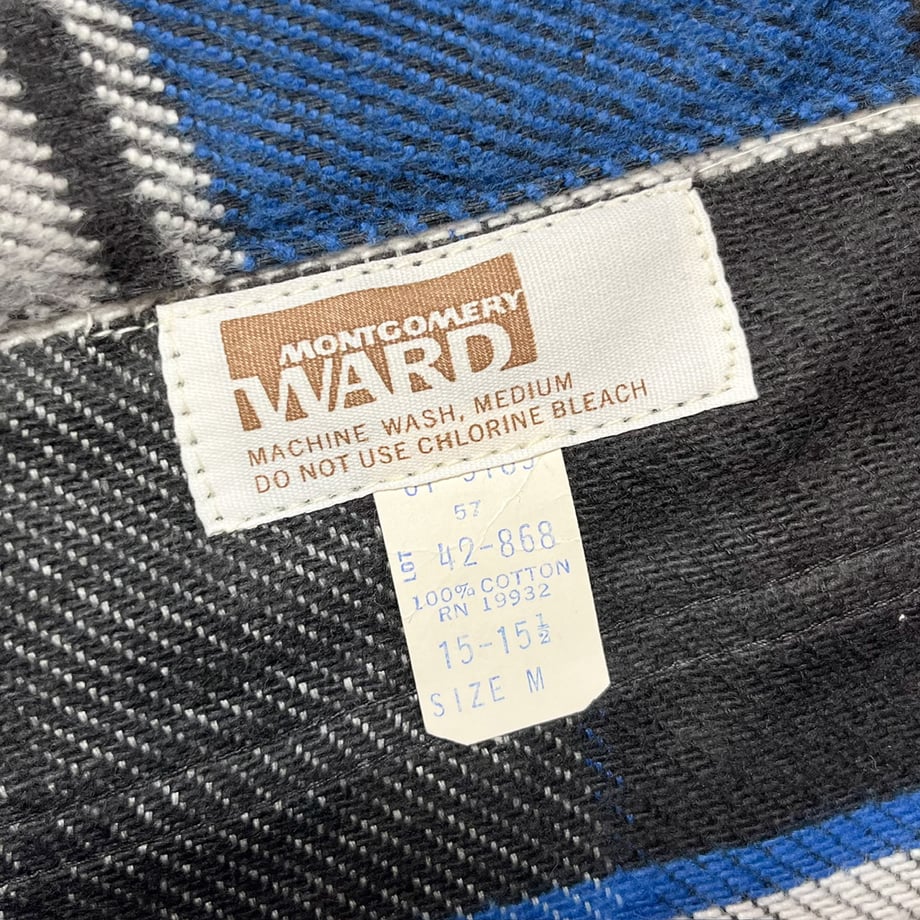 MONTGOMERY
WARD
MACHINE WASH, MEDIUM
DO NOT USE CHLORINE BLEACH
57
LOT 42-868
100% COTTON
RN 19932
15-15½
SIZE M